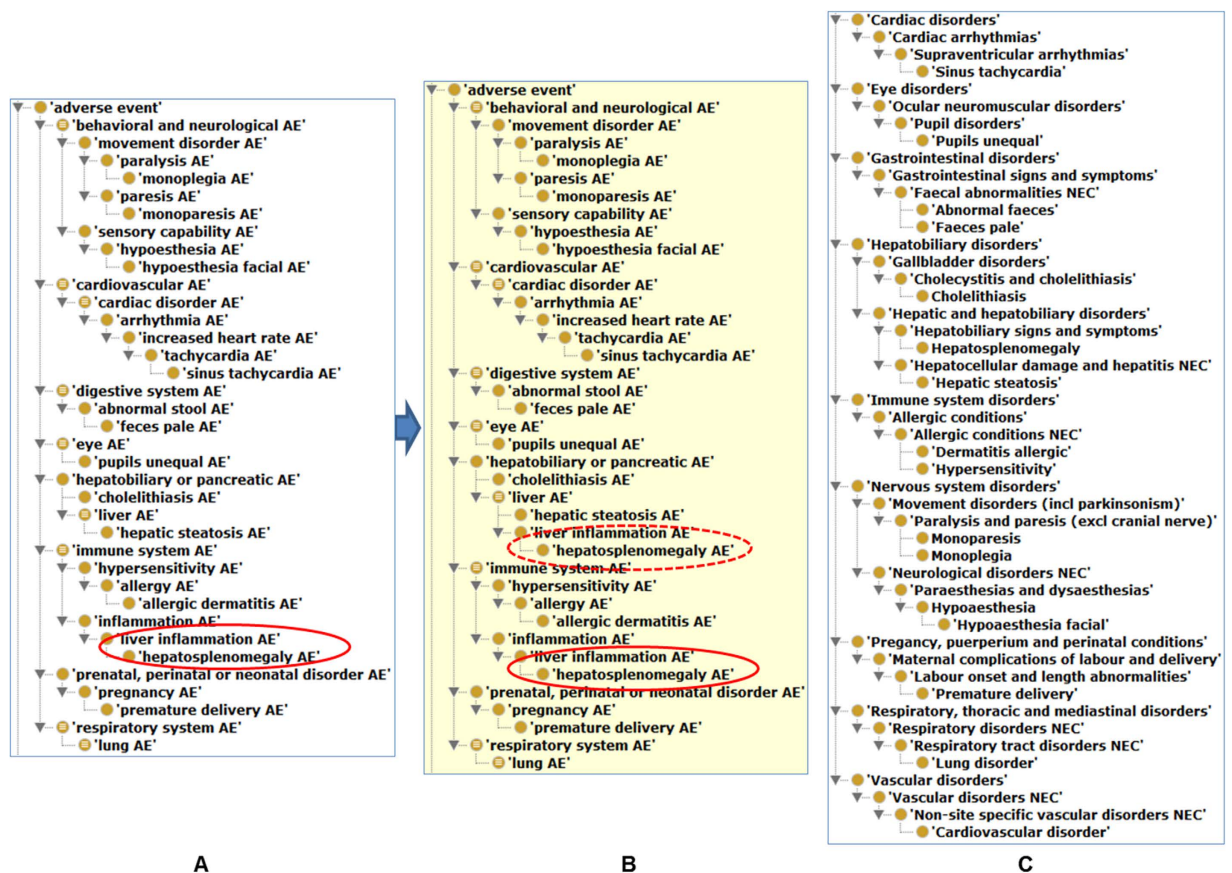 'adverse event'
'behavioral and neurological AE'
'movement disorder AE'
'paralysis AE'
'monoplegia AE'
'paresis AE'
'monoparesis AE'
'sensory capability AE'
'hypoesthesia AE'
'hypoesthesia facial AE'
'cardiovascular AE'
'cardiac disorder AE'
'arrhythmia AE'
'increased heart rate AE'
'tachycardia AE'
'sinus tachycardia AE'
'digestive system AE'
'abnormal stool AE'
'feces pale AE'
'eye AE'
'pupils unequal AE'
'hepatobiliary or pancreatic AE'
'cholelithiasis AE'
'liver AE'
'hepatic steatosis AE'
'immune system AE'
'hypersensitivity AE'
'allergy AE'
'allergic dermatitis AE'
'inflammation AE'
'liver inflammation AE'
'hepatosplenomegaly AE'
'prenatal, perinatal or neonatal disorder AE'
'pregnancy AE'
'premature delivery AE'
'respiratory system AE'
'lung AE'
A
'adverse event'
'behavioral and neurological AE'
'movement disorder AE'
'paralysis AE'
'monoplegia AE'
'paresis AE'
'monoparesis AE'
'sensory capability AE'
'hypoesthesia AE'
'hypoesthesia facial AE'
'cardiovascular AE'
'cardiac disorder AE'
'arrhythmia AE'
'increased heart rate AE'
'tachycardia AE'
'sinus tachycardia AE'
'digestive system AE'
'abnormal stool AE'
'feces pale AE'
'eye AE'
'pupils unequal AE'
'hepatobiliary or pancreatic AE'
'cholelithiasis AE'
'liver AE'
'hepatic steatosis AE'
'liver inflammation AE'
'hepatosplenomegaly AE'
'immune system AE'
'hypersensitivity AE'
'allergy AE'
'allergic dermatitis AE'
'inflammation AE'
'liver inflammation AE'
'hepatosplenomegaly AE'
'prenatal, perinatal or neonatal disorder AE'
'pregnancy AE'
'premature delivery AE'
'respiratory system AE'
'lung AE'
B
'Cardiac disorders'
'Cardiac arrhythmias'
'Supraventricular arrhythmias'
'Sinus tachycardia'
'Eye disorders'
'Ocular neuromuscular disorders'
'Pupil disorders'
'Pupils unequal'
'Gastrointestinal disorders'
'Gastrointestinal signs and symptoms'
'Faecal abnormalities NEC'
'Abnormal faeces'
'Faeces pale'
'Hepatobiliary disorders'
'Gallbladder disorders'
'Cholecystitis and cholelithiasis'
Cholelithiasis
'Hepatic and hepatobiliary disorders'
'Hepatobiliary signs and symptoms'
Hepatosplenomegaly
'Hepatocellular damage and hepatitis NEC'
'Hepatic steatosis'
'Immune system disorders'
'Allergic conditions'
'Allergic conditions NEC'
'Dermatitis allergic'
'Hypersensitivity'
'Nervous system disorders'
'Movement disorders (incl parkinsonism)'
'Paralysis and paresis (excl cranial nerve)'
Monoparesis
Monoplegia
'Neurological disorders NEC'
'Paraesthesias and dysaesthesias'
Hypoaesthesia
'Hypoaesthesia facial'
'Pregancy, puerperium and perinatal conditions'
'Maternal complications of labour and delivery'
'Labour onset and length abnormalities'
'Premature delivery'
'Respiratory, thoracic and mediastinal disorders'
'Respiratory disorders NEC'
'Respiratory tract disorders NEC'
'Lung disorder'
'Vascular disorders'
'Vascular disorders NEC'
'Non-site specific vascular disorders NEC'
'Cardiovascular disorder'
C